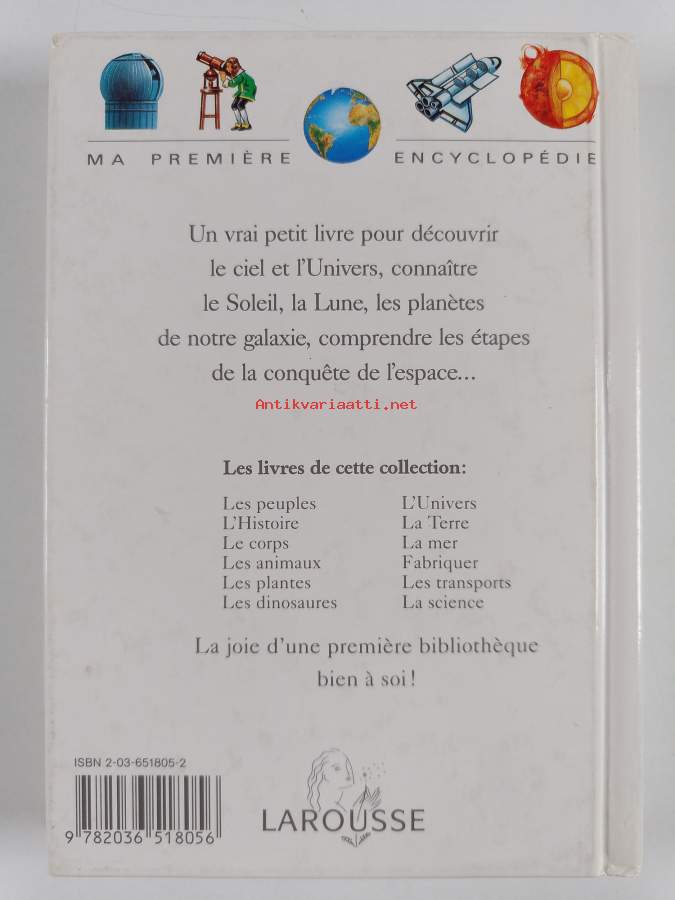 MA PREMIÈRE ENCYCLOPÉDIE
Un vrai petit livre pour découvrir
le ciel et l'Univers, connaître
le Soleil, la Lune, les planètes
de notre galaxie, comprendre les étapes
de la conquête de l'espace...
Antikvariaatti.net
Les livres de cette collection:
Les peuples
L'Histoire
Le corps
Les animaux
Les plantes
Les dinosaures
L'Univers
La Terre
La mer
Fabriquer
Les transports
La science
La joie d'une première bibliothèque
bien à soi!
ISBN 2-03-651805-2
9 782036 518056
LAROUSSE